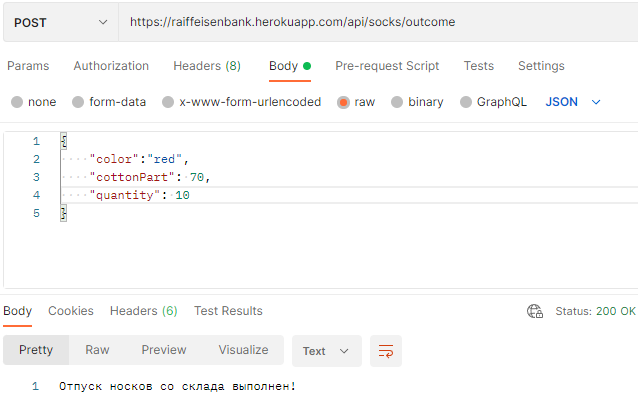 POST https://raiffeisenbank.herokuapp.com/api/socks/outcome
Params Authorization Headers (8) Body Pre-request Script Tests Settings
none form-data x-www-form-urlencoded raw binary GraphQL JSON
1 {
2 "color":"red",
3 "cottonPart": 70,
4 "quantity": 10
5 }
Body Cookies Headers (6) Test Results Status: 200 OK
Pretty Raw Preview Visualize Text
1 Отпуск носков со склада выполнен!